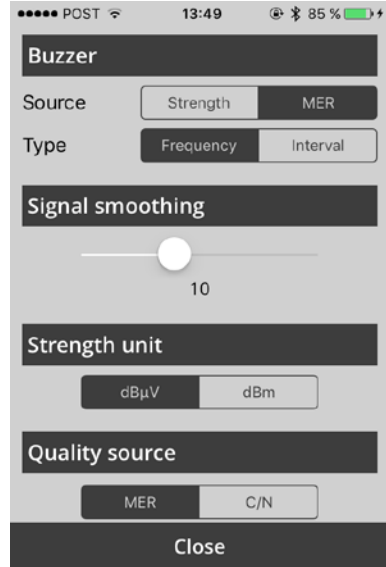 POST 13:49 85 %
Buzzer
Source Strength MER
Type Frequency Interval
Signal smoothing
10
Strength unit
dBµV dBm
Quality source
MER C/N
Close